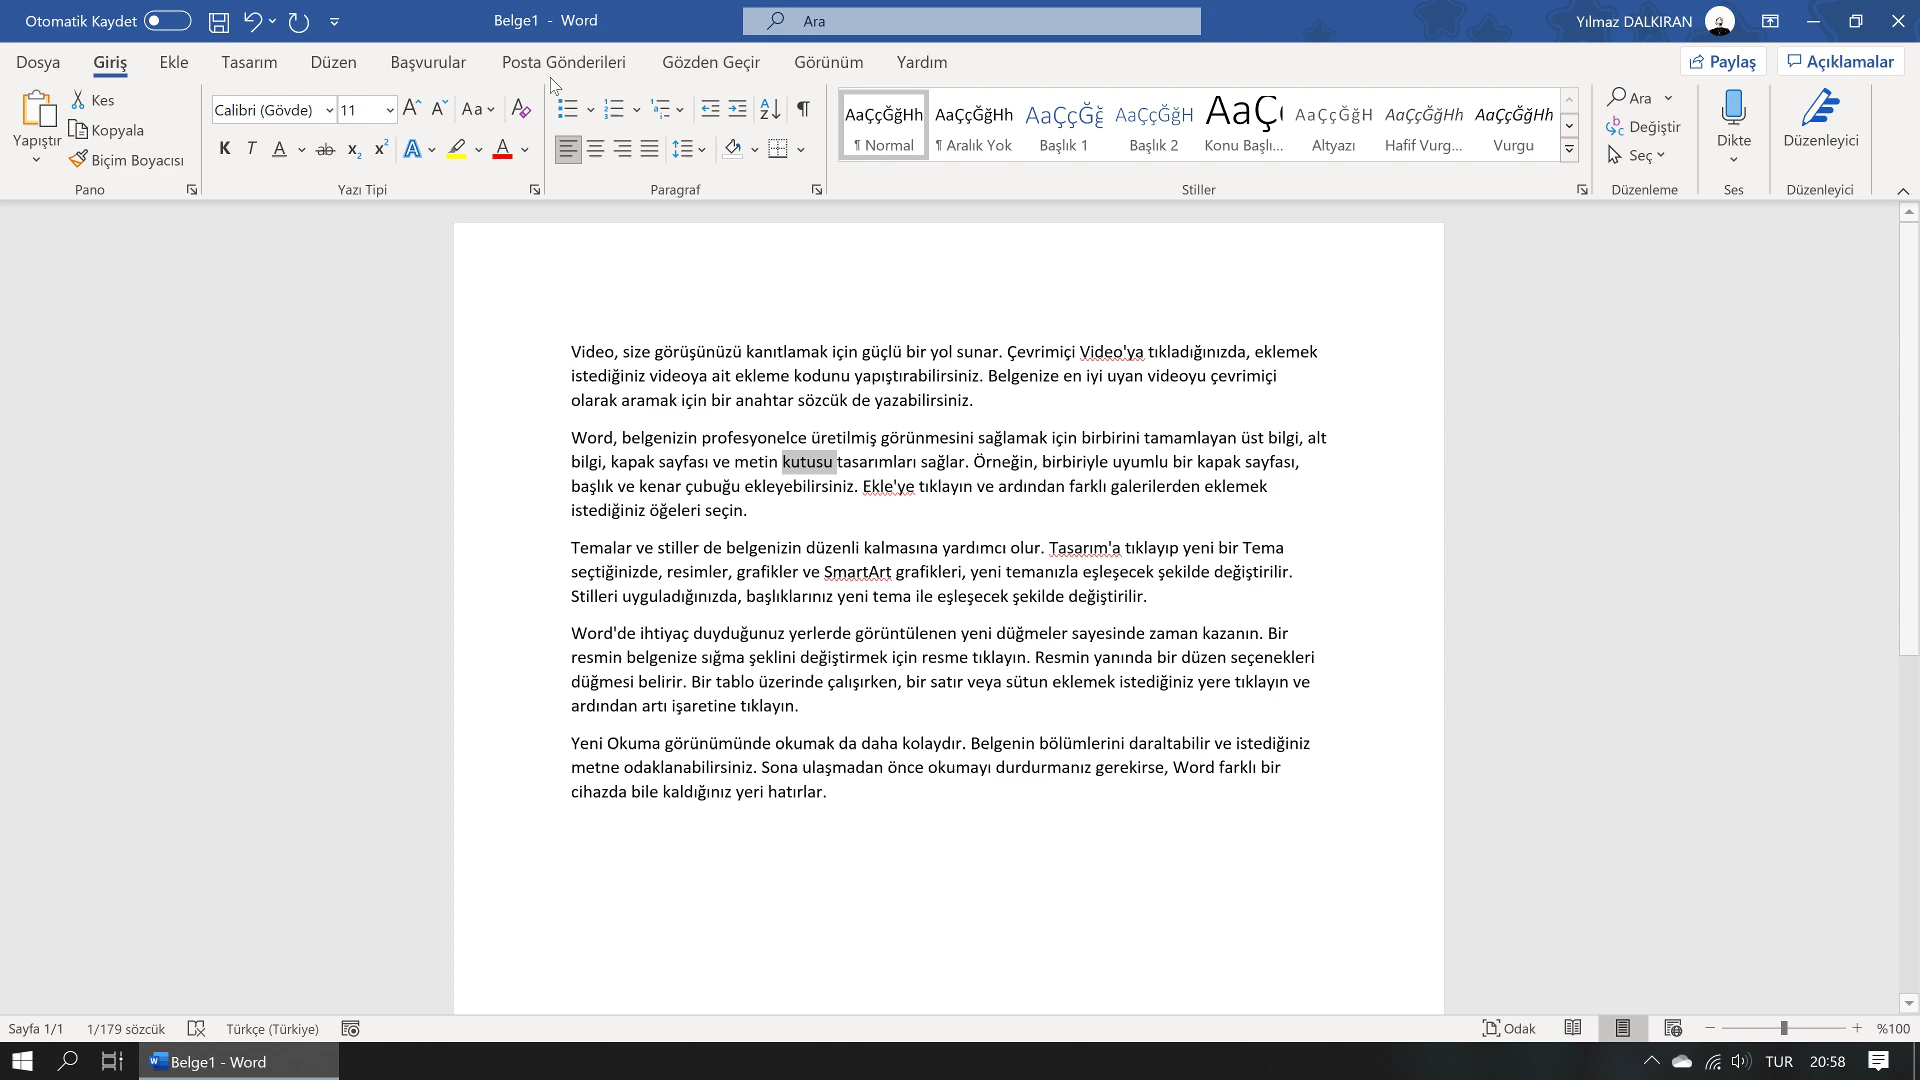 Otomatik Kaydet
Belge1 - Word
Ara
Yılmaz DALKIRAN
Dosya Giriş Ekle Tasarım Düzen Başvurular Posta Gönderileri Gözden Geçir Görünüm Yardım
Paylaş Açıklamalar
Yapıştır
Kes
Kopyala
Biçim Boyacısı
Pano
Calibri (Gövde) 11
Aa
K T A ab x₂ x² A A
Yazı Tipi
Paragraf
AaÇçĞğHh AaÇçĞğHh AaÇçĞğ AaÇçĞğH AaÇ AaÇçĞğH AaÇçĞğHh AaÇçĞğHh
¶ Normal ¶ Aralık Yok Başlık 1 Başlık 2 Konu Başlı... Altyazı Hafif Vurg... Vurgu
Stiller
Ara
Değiştir
Seç
Düzenleme
Dikte
Ses
Düzenleyici
Düzenleyici
Video, size görüşünüzü kanıtlamak için güçlü bir yol sunar. Çevrimiçi Video'ya tıkladığınızda, eklemek
istediğiniz videoya ait ekleme kodunu yapıştırabilirsiniz. Belgenize en iyi uyan videoyu çevrimiçi
olarak aramak için bir anahtar sözcük de yazabilirsiniz.
Word, belgenizin profesyonelce üretilmiş görünmesini sağlamak için birbirini tamamlayan üst bilgi, alt
bilgi, kapak sayfası ve metin kutusu tasarımları sağlar. Örneğin, birbiriyle uyumlu bir kapak sayfası,
başlık ve kenar çubuğu ekleyebilirsiniz. Ekle'ye tıklayın ve ardından farklı galerilerden eklemek
istediğiniz öğeleri seçin.
Temalar ve stiller de belgenizin düzenli kalmasına yardımcı olur. Tasarım'a tıklayıp yeni bir Tema
seçtiğinizde, resimler, grafikler ve SmartArt grafikleri, yeni temanızla eşleşecek şekilde değiştirilir.
Stilleri uyguladığınızda, başlıklarınız yeni tema ile eşleşecek şekilde değiştirilir.
Word'de ihtiyaç duyduğunuz yerlerde görüntülenen yeni düğmeler sayesinde zaman kazanın. Bir
resmin belgenize sığma şeklini değiştirmek için resme tıklayın. Resmin yanında bir düzen seçenekleri
düğmesi belirir. Bir tablo üzerinde çalışırken, bir satır veya sütun eklemek istediğiniz yere tıklayın ve
ardından artı işaretine tıklayın.
Yeni Okuma görünümünde okumak da daha kolaydır. Belgenin bölümlerini daraltabilir ve istediğiniz
metne odaklanabilirsiniz. Sona ulaşmadan önce okumayı durdurmanız gerekirse, Word farklı bir
cihazda bile kaldığınız yeri hatırlar.
Sayfa 1/1 1/179 sözcük Türkçe (Türkiye) Odak %100
Belge1 - Word
TUR 20:58